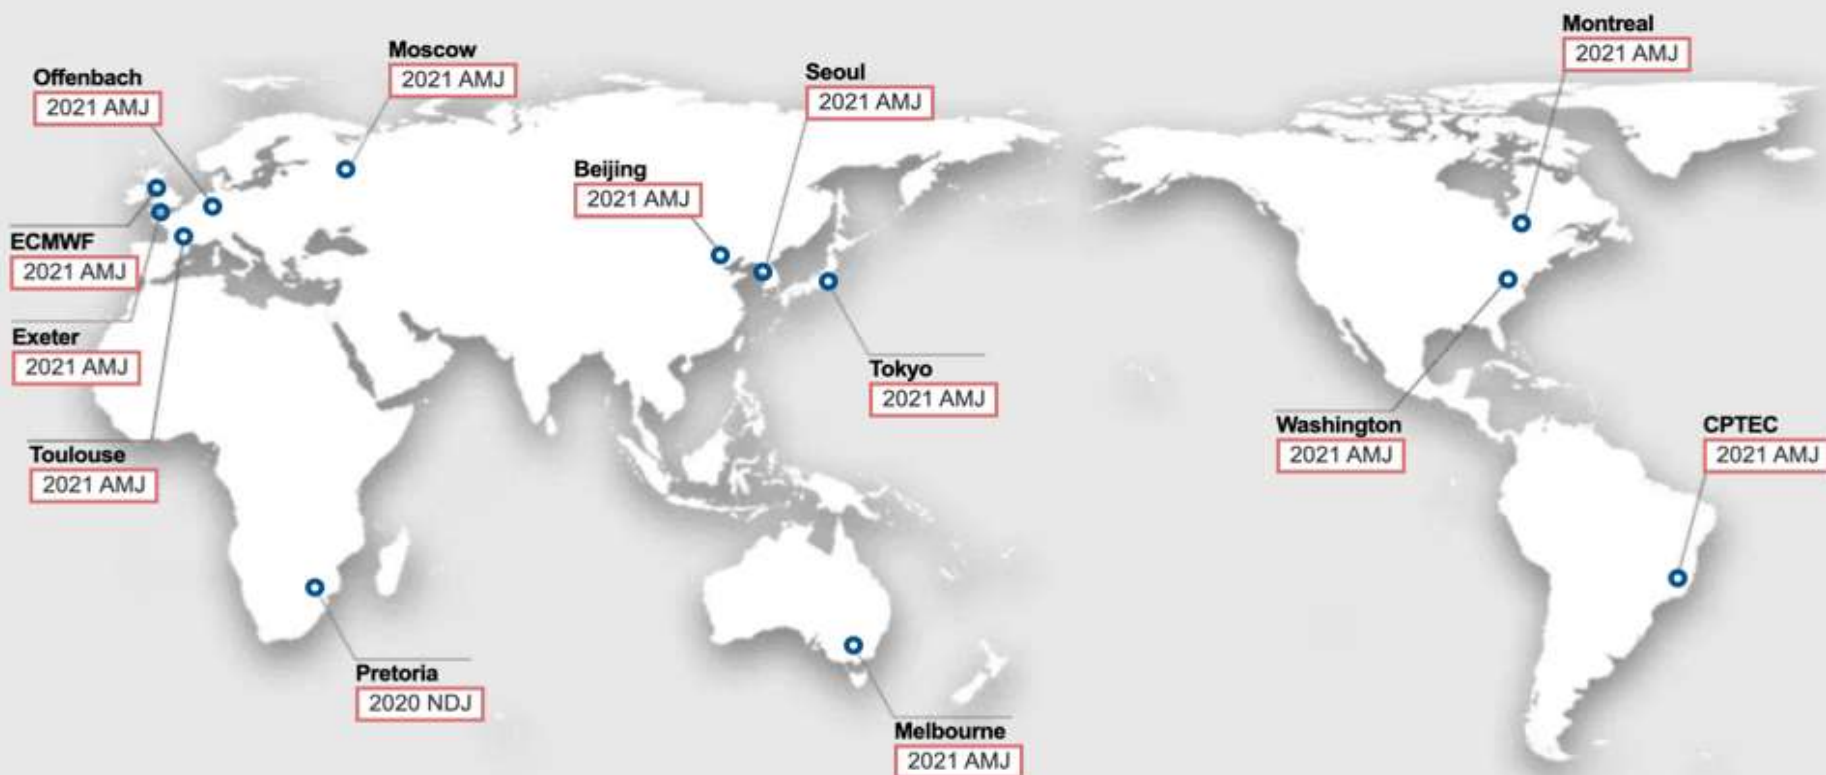 Montreal
2021 AMJ
Moscow
2021 AMJ
Offenbach
2021 AMJ
Seoul
2021 AMJ
Beijing
2021 AMJ
ECMWF
2021 AMJ
Exeter
2021 AMJ
Tokyo
2021 AMJ
Washington
2021 AMJ
CPTEC
2021 AMJ
Toulouse
2021 AMJ
Pretoria
2020 NDJ
Melbourne
2021 AMJ